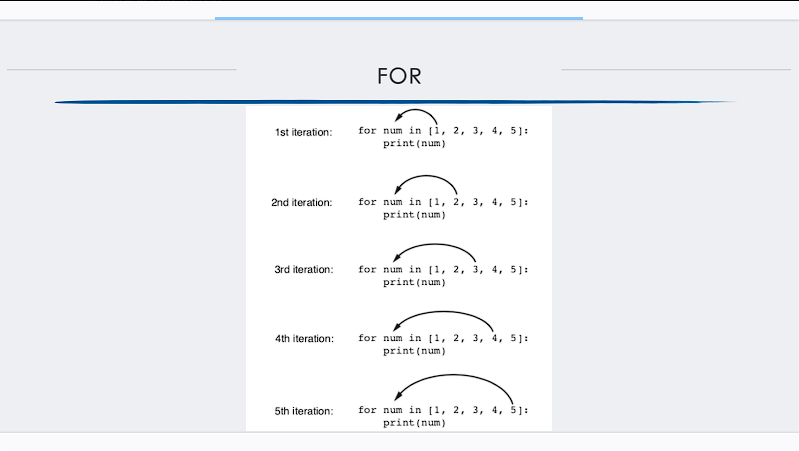 FOR
1st iteration: for num in [1, 2, 3, 4, 5]:
print(num)
2nd iteration: for num in [1, 2, 3, 4, 5]:
print(num)
3rd iteration: for num in [1, 2, 3, 4, 5]:
print(num)
4th iteration: for num in [1, 2, 3, 4, 5]:
print(num)
5th iteration: for num in [1, 2, 3, 4, 5]:
print(num)